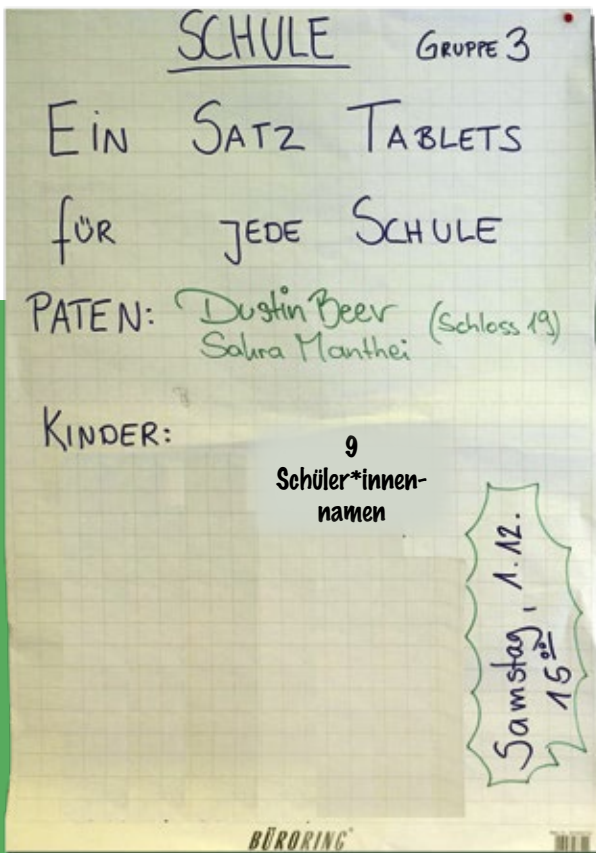 SCHULE GRUPPE 3
EIN SATZ TABLETS
FÜR JEDE SCHULE
PATEN: Dustin Beer (Schloss 19)
Sahra Manthei
KINDER:
9
Schüler*innen-
namen
Samstag, 1.12.
15⁰⁰
BÜRORING